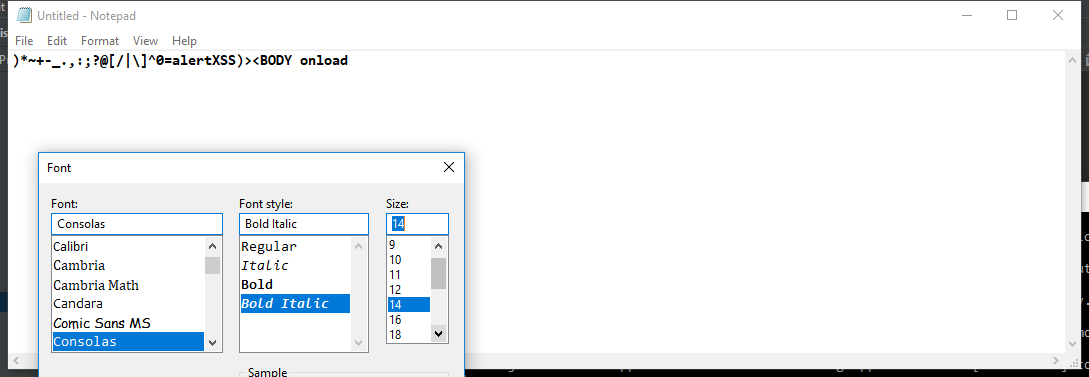 Untitled - Notepad
File Edit Format View Help
)*~+-_.,:;?@[/|\]^0=alertXSS)><BODY onload
Font
Font: Font style: Size:
Consolas Bold Italic 14
Calibri Regular 9
Cambria Italic 10
Cambria Math Bold 11
Candara Bold Italic 12
Comic Sans MS 14
Consolas 16
18
Sample